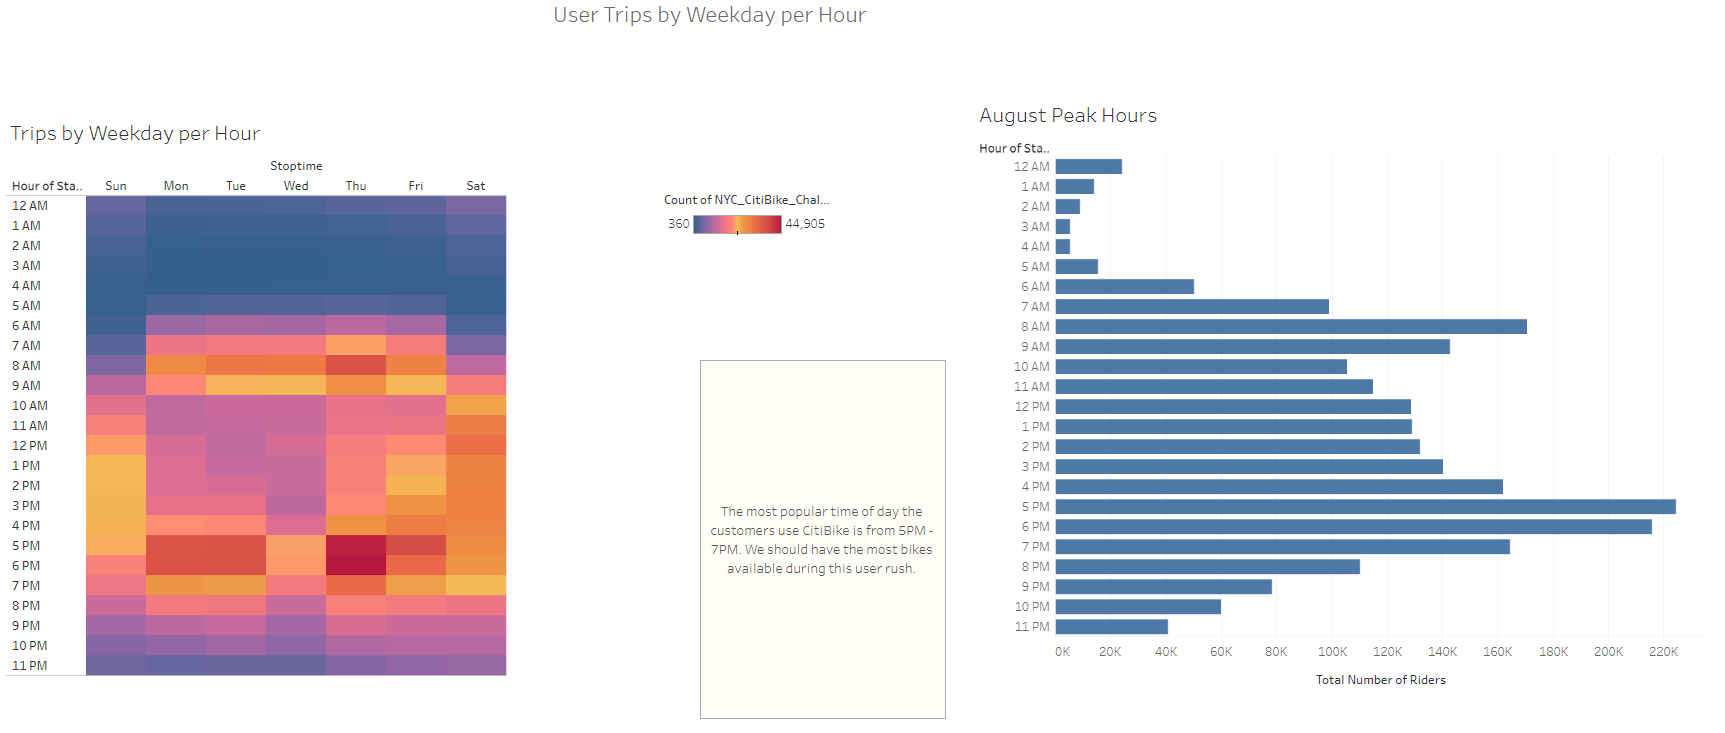 User Trips by Weekday per Hour
Trips by Weekday per Hour
Stoptime
Hour of Sta.. Sun Mon Tue Wed Thu Fri Sat
12 AM
1 AM
2 AM
3 AM
4 AM
5 AM
6 AM
7 AM
8 AM
9 AM
10 AM
11 AM
12 PM
1 PM
2 PM
3 PM
4 PM
5 PM
6 PM
7 PM
8 PM
9 PM
10 PM
11 PM
Count of NYC_CitiBike_Chal...
360 44,905
The most popular time of day the
customers use CitiBike is from 5PM -
7PM. We should have the most bikes
available during this user rush.
August Peak Hours
Hour of Sta..
12 AM
1 AM
2 AM
3 AM
4 AM
5 AM
6 AM
7 AM
8 AM
9 AM
10 AM
11 AM
12 PM
1 PM
2 PM
3 PM
4 PM
5 PM
6 PM
7 PM
8 PM
9 PM
10 PM
11 PM
0K 20K 40K 60K 80K 100K 120K 140K 160K 180K 200K 220K
Total Number of Riders